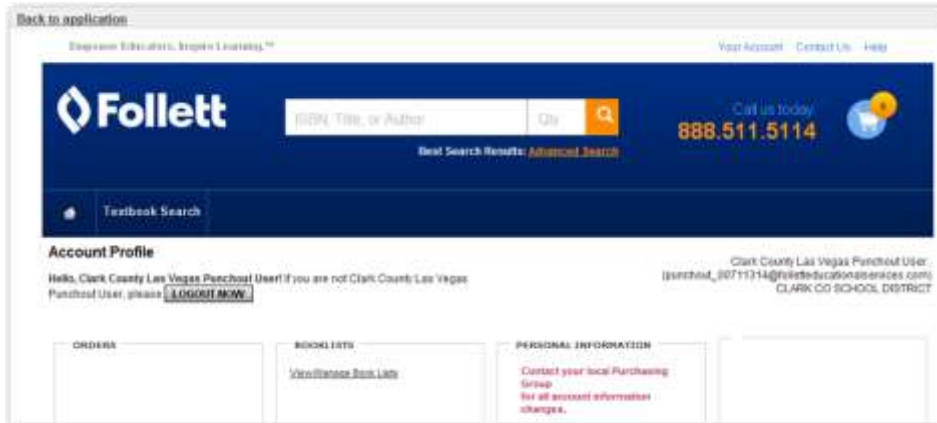 Back to application
Empower Educators. Inspire Learning.™
Your Account Contact Us Help
Follett
ISBN, Title, or Author
Qty
Call us today
888.511.5114
Best Search Results: Advanced Search
Textbook Search
Account Profile
Hello, Clark County Las Vegas Punchout User! If you are not Clark County Las Vegas
Punchout User, please LOGOUT NOW
Clark County Las Vegas Punchout User
(punchout_00711314@folletteducationalservices.com)
CLARK CO SCHOOL DISTRICT
ORDERS
BOOKLISTS
View/Manage Book Lists
PERSONAL INFORMATION
Contact your local Purchasing
Group
for all account information
changes.